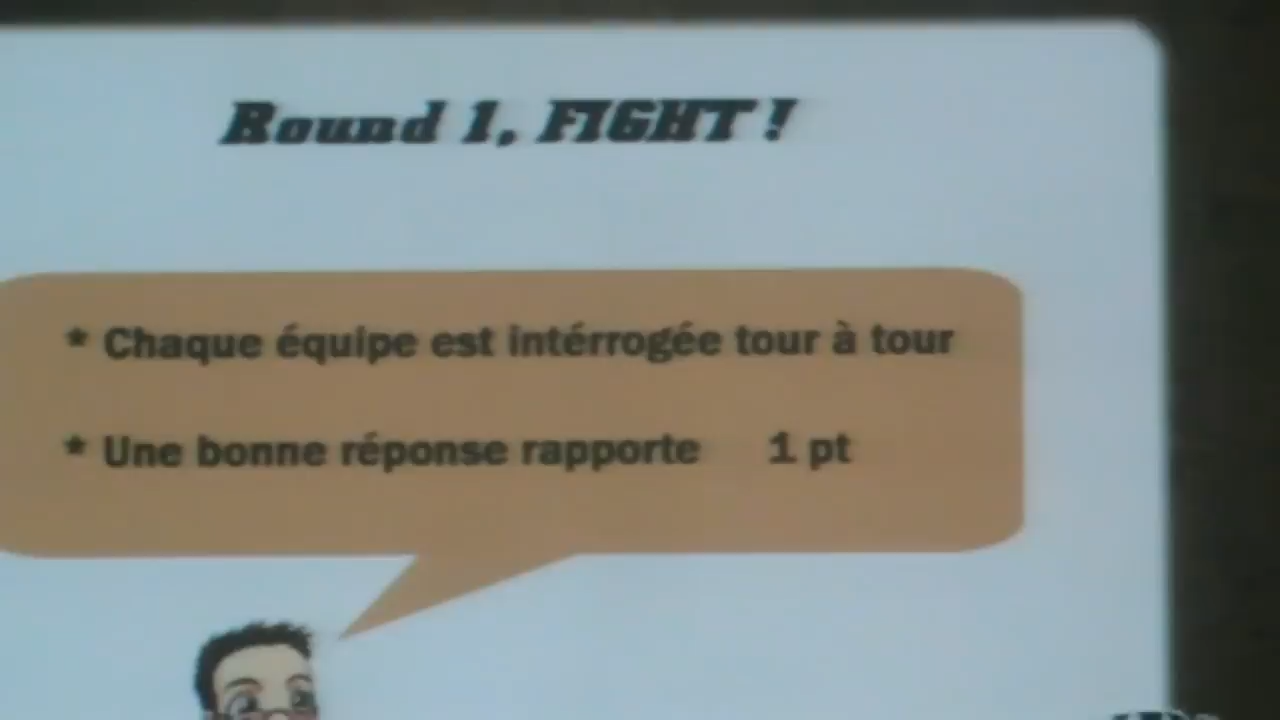 Round 1, FIGHT !
* Chaque équipe est intérrogée tour à tour
* Une bonne réponse rapporte 1 pt